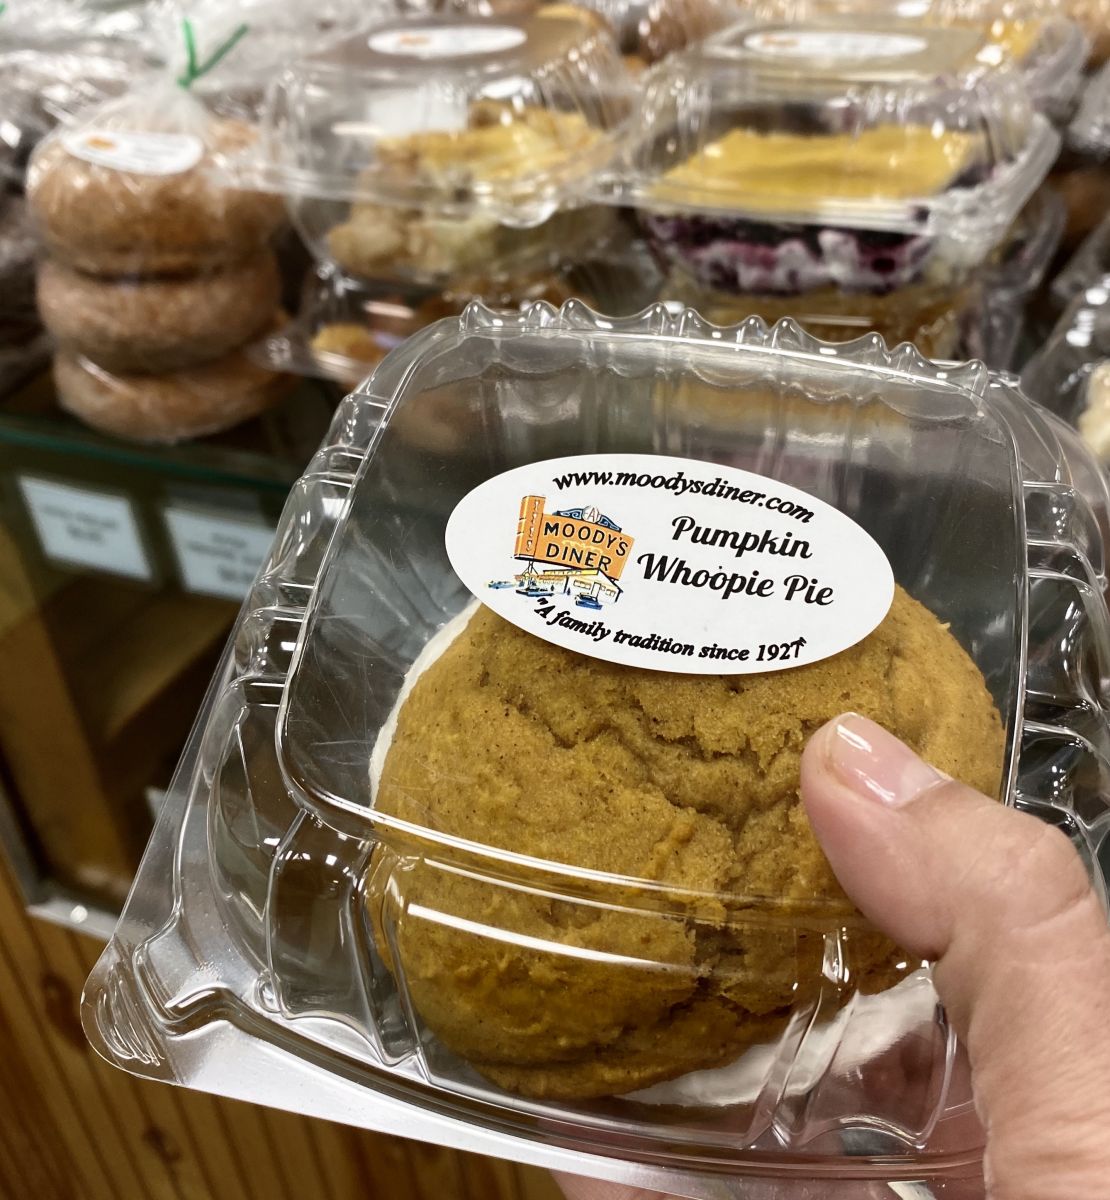 www.moodysdiner.com
MOODY'S
DINER
Pumpkin
Whoopie Pie
"A family tradition since 1927"